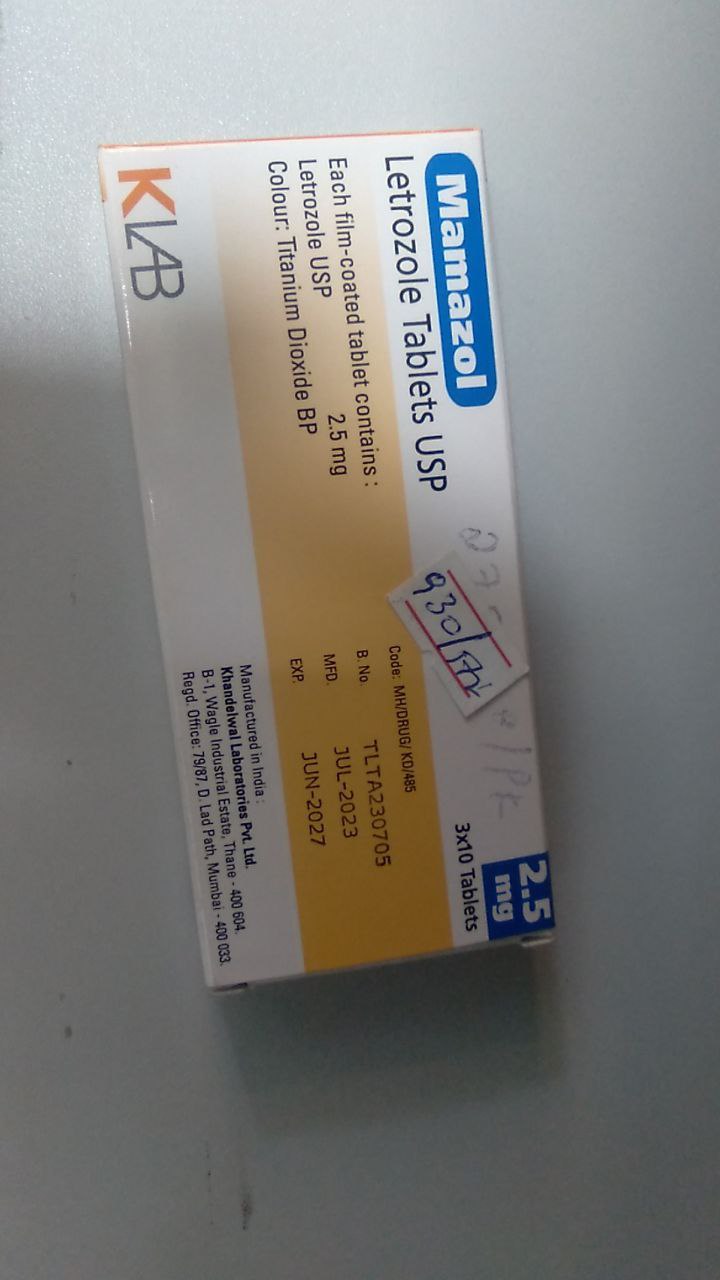 Mamazol
Letrozole Tablets USP
Each film-coated tablet contains :
Letrozole USP 2.5 mg
Colour: Titanium Dioxide BP
KLAB
930/
2.5
mg
3x10 Tablets
Code: MH/DRUG/ KD/485
B. No. TLTA230705
MFD. JUL-2023
EXP. JUN-2027
Manufactured in India :
Khandelwal Laboratories Pvt. Ltd.
B-1, Wagle Industrial Estate, Thane - 400 604.
Regd. Office: 79/87, D. Lad Path, Mumbai - 400 033.